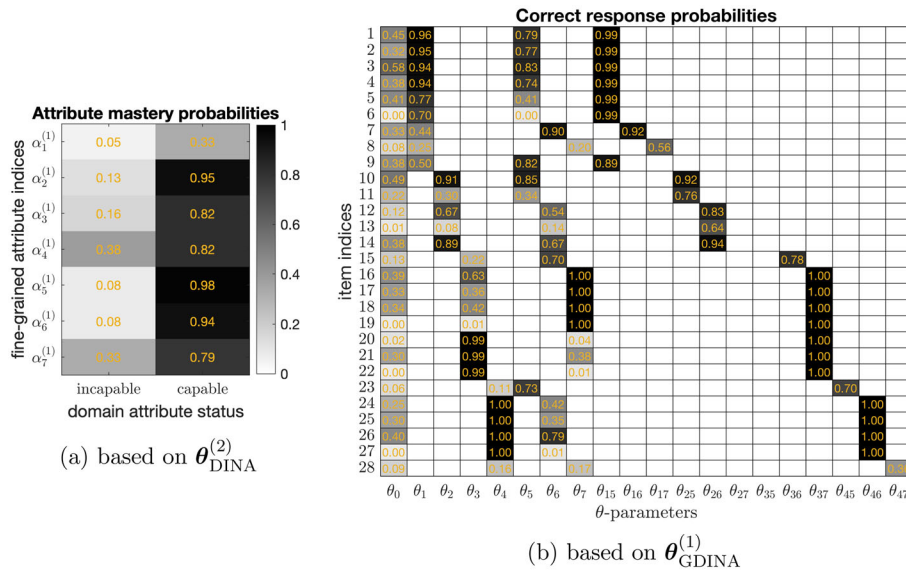 Attribute mastery probabilities
fine-grained attribute indices
α₁⁽¹⁾ 0.05
α₂⁽¹⁾ 0.13 0.95
α₃⁽¹⁾ 0.16 0.82
α₄⁽¹⁾ 0.38 0.82
α₅⁽¹⁾ 0.08 0.98
α₆⁽¹⁾ 0.08 0.94
α₇⁽¹⁾ 0.79
incapable capable
domain attribute status
1
0.8
0.6
0.4
0.2
0
(a) based on θ⁽²⁾_DINA
Correct response probabilities
item indices
1 0.45 0.96 0.79 0.99
2 0.32 0.95 0.77 0.99
3 0.58 0.94 0.83 0.99
4 0.38 0.94 0.74 0.99
5 0.41 0.77 0.41 0.99
6 0.00 0.70 0.00 0.99
7 0.33 0.44 0.90 0.92
8 0.08 0.56
9 0.38 0.50 0.82 0.89
10 0.49 0.91 0.85 0.92
11 0.30 0.34 0.76
12 0.12 0.67 0.54 0.83
13 0.01 0.08 0.14 0.64
14 0.38 0.89 0.67 0.94
15 0.13 0.70 0.78
16 0.39 0.63 1.00 1.00
17 0.33 0.36 1.00 1.00
18 0.34 0.42 1.00 1.00
19 0.00 0.01 1.00 1.00
20 0.02 0.99 0.04 1.00
21 0.30 0.99 0.38 1.00
22 0.00 0.99 0.01 1.00
23 0.06 0.11 0.73 0.70
24 1.00 0.42 1.00
25 0.30 1.00 0.35 1.00
26 0.40 1.00 0.79 1.00
27 0.00 1.00 0.01 1.00
28 0.09 0.16 0.17
θ₀ θ₁ θ₂ θ₃ θ₄ θ₅ θ₆ θ₇ θ₁₅ θ₁₆ θ₁₇ θ₂₅ θ₂₆ θ₂₇ θ₃₅ θ₃₆ θ₃₇ θ₄₅ θ₄₆ θ₄₇
θ-parameters
(b) based on θ⁽¹⁾_GDINA